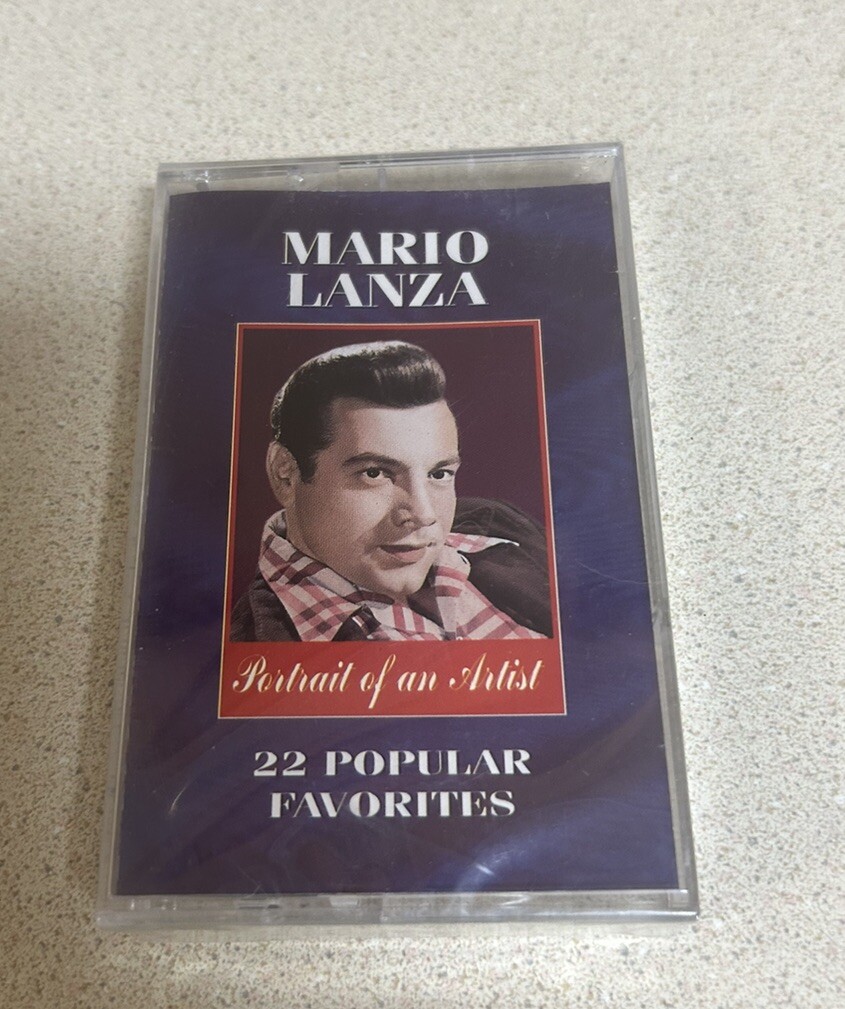 MARIO
LANZA
Portrait of an Artist
22 POPULAR
FAVORITES